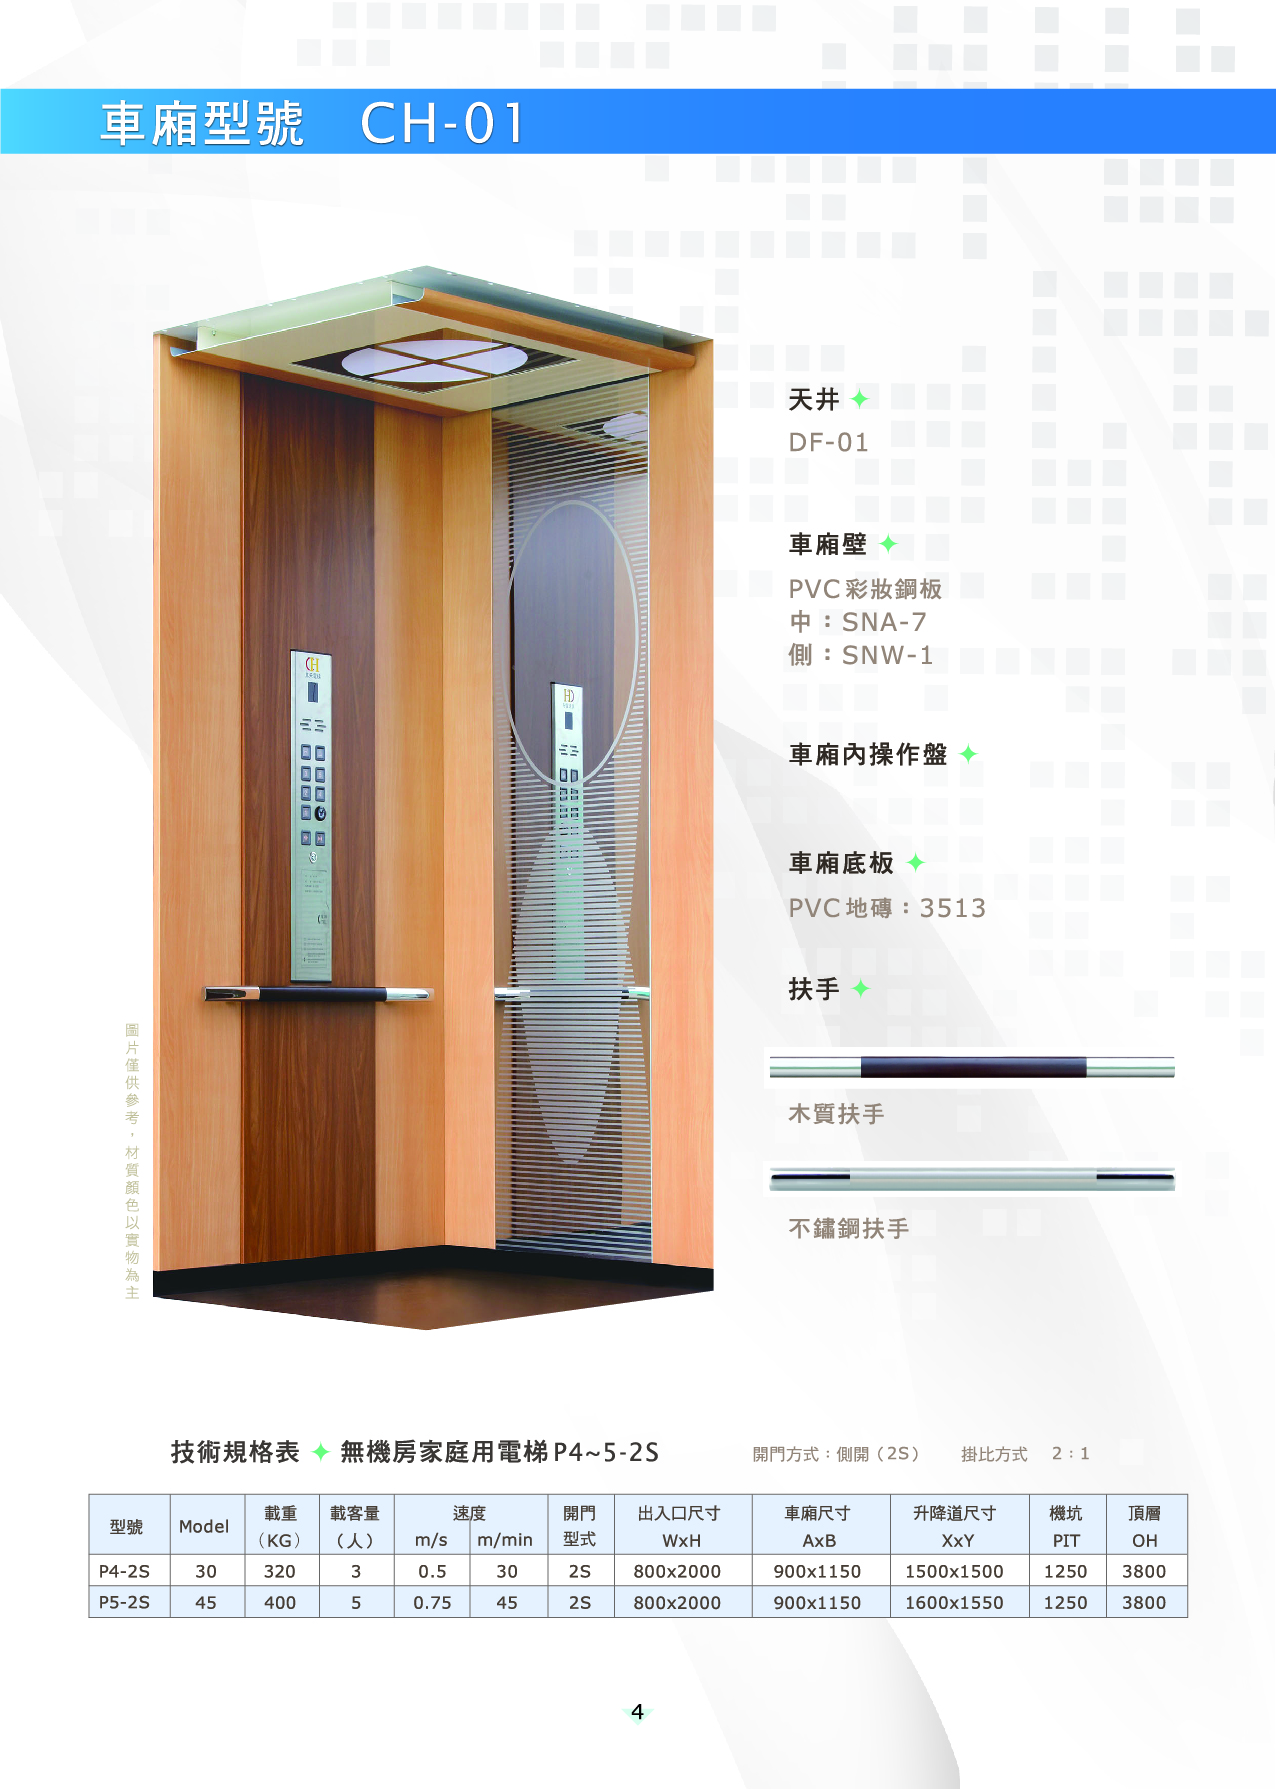 車廂型號 CH-01
天井
DF-01
車廂壁
PVC彩妝鋼板
中：SNA-7
側：SNW-1
車廂內操作盤
車廂底板
PVC地磚：3513
扶手
木質扶手
不鏽鋼扶手
圖片僅供參考，材質顏色以實物為主
CH
HD
技術規格表 無機房家庭用電梯P4~5-2S 開門方式：側開（2S） 掛比方式 2：1
型號 Model 載重（KG） 載客量（人） 速度 m/s m/min 開門型式 出入口尺寸 WxH 車廂尺寸 AxB 升降道尺寸 XxY 機坑 PIT 頂層 OH
P4-2S 30 320 3 0.5 30 2S 800x2000 900x1150 1500x1500 1250 3800
P5-2S 45 400 5 0.75 45 2S 800x2000 900x1150 1600x1550 1250 3800
4